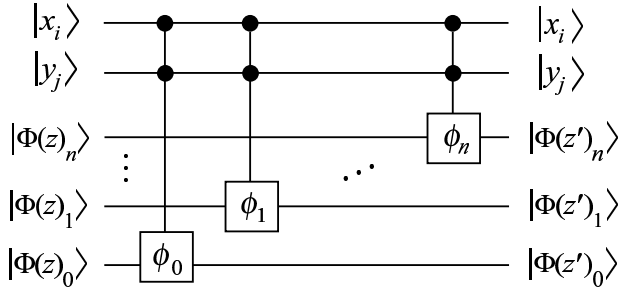 |x_i⟩ |x_i⟩
|y_j⟩ |y_j⟩
|Φ(z)_n⟩ ϕ_n |Φ(z′)_n⟩
|Φ(z)_1⟩ ϕ_1 |Φ(z′)_1⟩
|Φ(z)_0⟩ ϕ_0 |Φ(z′)_0⟩